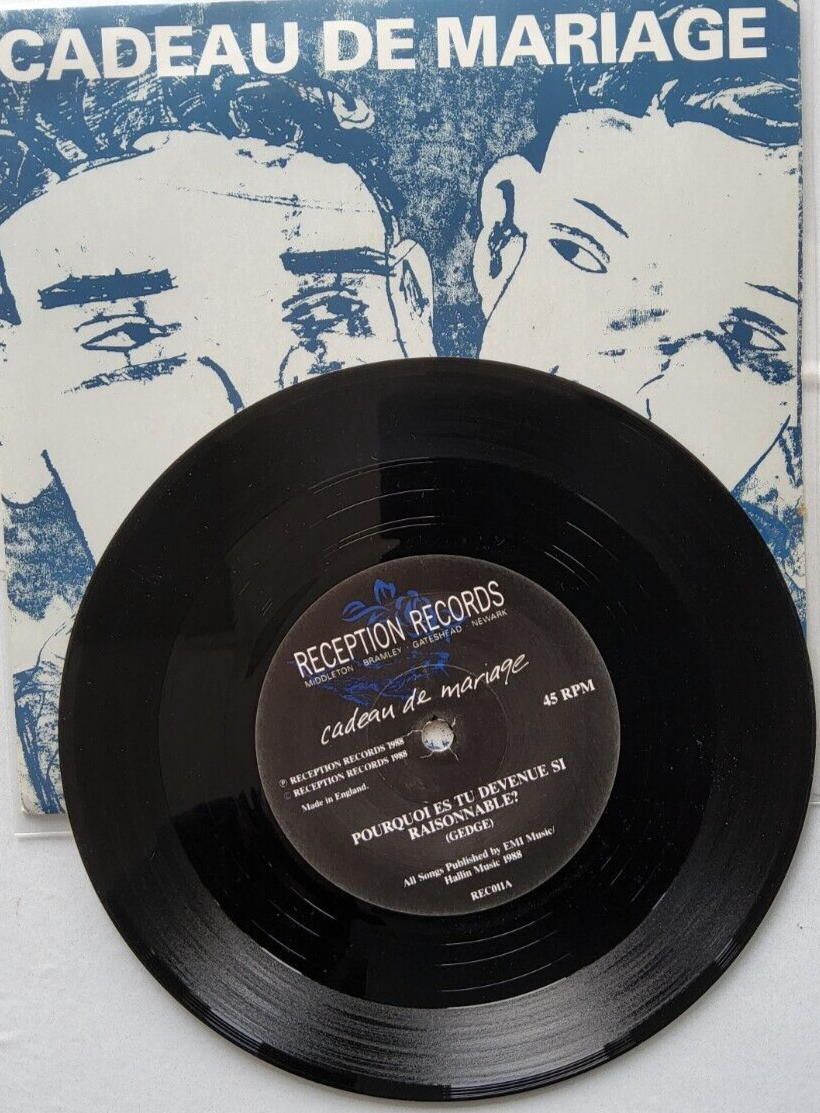 CADEAU DE MARIAGE
RECEPTION RECORDS
MIDDLETON · BRAMLEY · GATESHEAD · NEWARK
cadeau de mariage
45 RPM
℗ RECEPTION RECORDS 1988
© RECEPTION RECORDS 1988
Made in England.
POURQUOI ES TU DEVENUE SI
RAISONNABLE?
(GEDGE)
All Songs Published by EMI Music/
Hallin Music 1988
REC011A